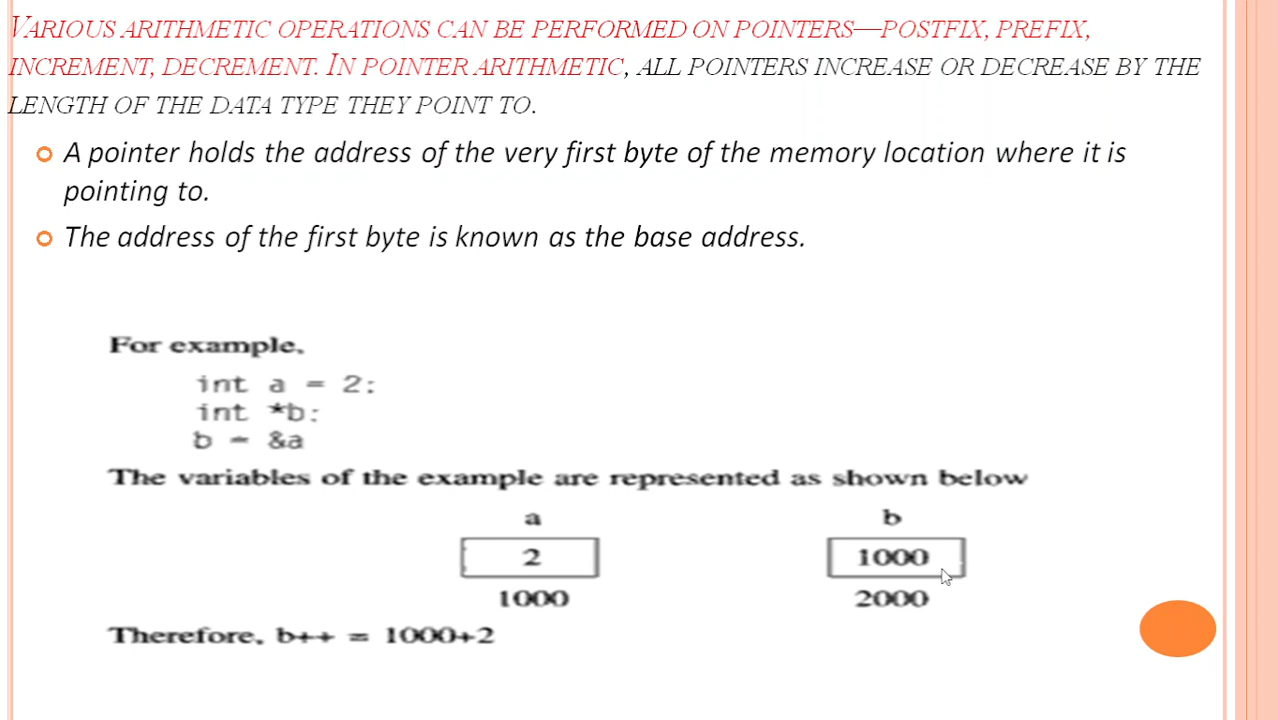 VARIOUS ARITHMETIC OPERATIONS CAN BE PERFORMED ON POINTERS—POSTFIX, PREFIX,
INCREMENT, DECREMENT. IN POINTER ARITHMETIC, ALL POINTERS INCREASE OR DECREASE BY THE
LENGTH OF THE DATA TYPE THEY POINT TO.
A pointer holds the address of the very first byte of the memory location where it is
pointing to.
The address of the first byte is known as the base address.
For example,
int a = 2;
int *b;
b = &a
The variables of the example are represented as shown below
a b
2 1000
1000 2000
Therefore, b++ = 1000+2